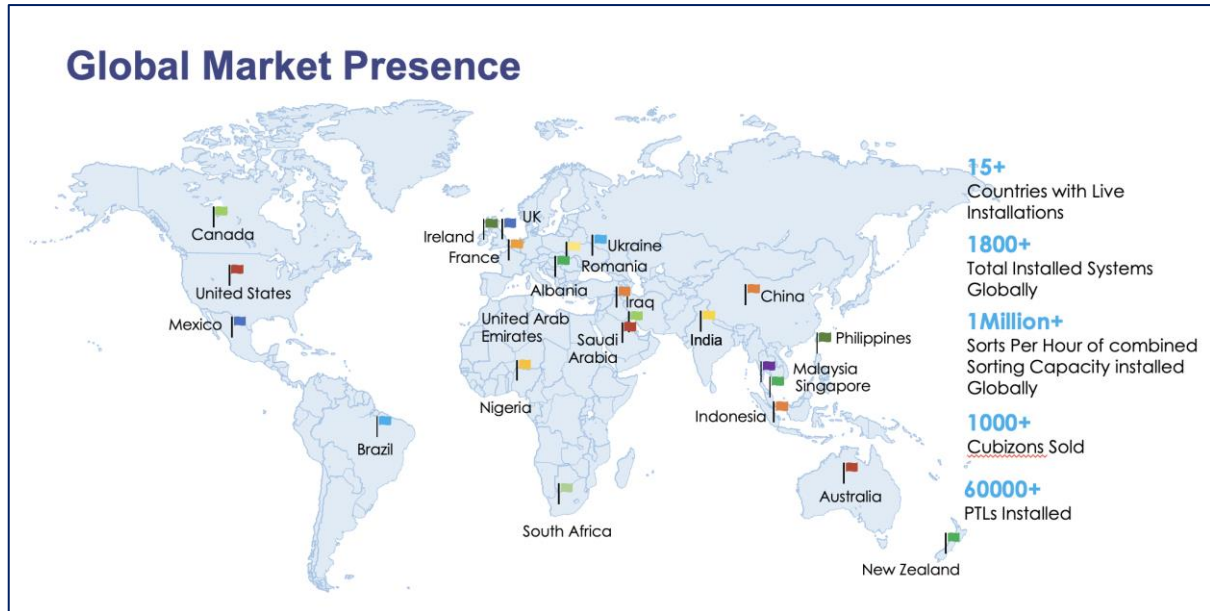 Global Market Presence
Canada
United States
Mexico
Brazil
UK
Ireland
France
Ukraine
Romania
Albania
Iraq
United Arab
Emirates
Saudi
Arabia
Nigeria
South Africa
India
China
Philippines
Malaysia
Singapore
Indonesia
Australia
New Zealand
15+
Countries with Live
Installations
1800+
Total Installed Systems
Globally
1Million+
Sorts Per Hour of combined
Sorting Capacity installed
Globally
1000+
Cubizons Sold
60000+
PTLs Installed